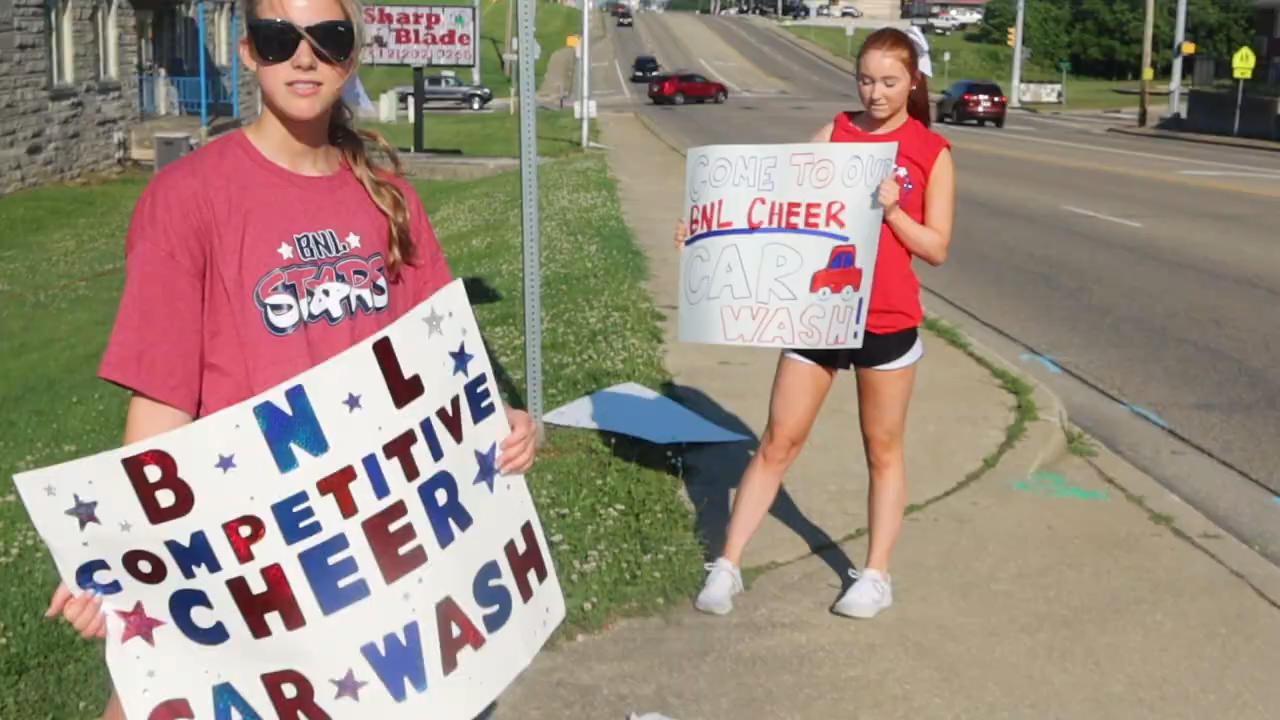 Sharp
Blade
BNL
STARS
B N L
COMPETITIVE
CHEER
CAR WASH
COME TO OUR
BNL CHEER
CAR
WASH!